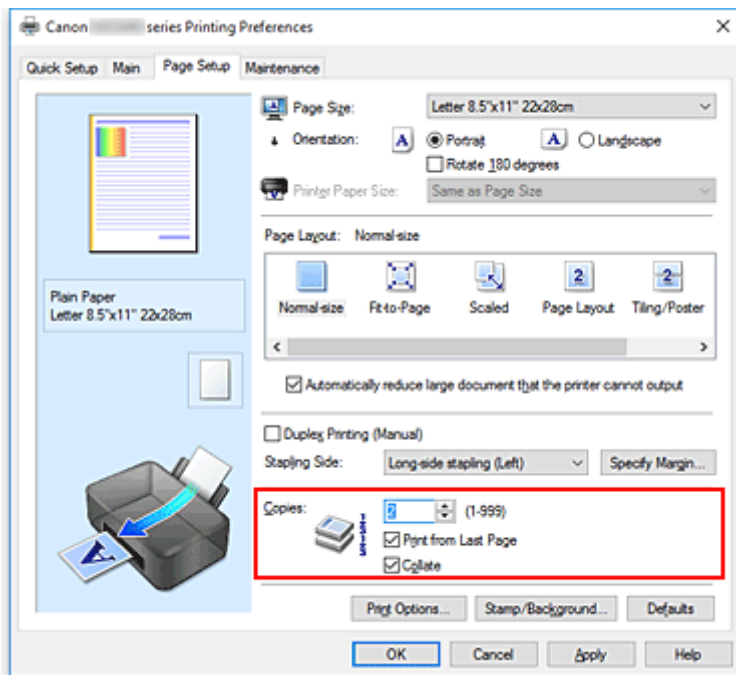 Canon series Printing Preferences
Quick Setup Main Page Setup Maintenance
Page Size: Letter 8.5"x11" 22x28cm
Orientation: A Portrait A Landscape
Rotate 180 degrees
Printer Paper Size: Same as Page Size
Page Layout: Normal-size
2 2
Normal-size Fit-to-Page Scaled Page Layout Tiling/Poster
Plain Paper
Letter 8.5"x11" 22x28cm
Automatically reduce large document that the printer cannot output
Duplex Printing (Manual)
Stapling Side: Long-side stapling (Left) Specify Margin...
Copies: 2 (1-999)
Print from Last Page
Collate
A
Print Options... Stamp/Background... Defaults
OK Cancel Apply Help